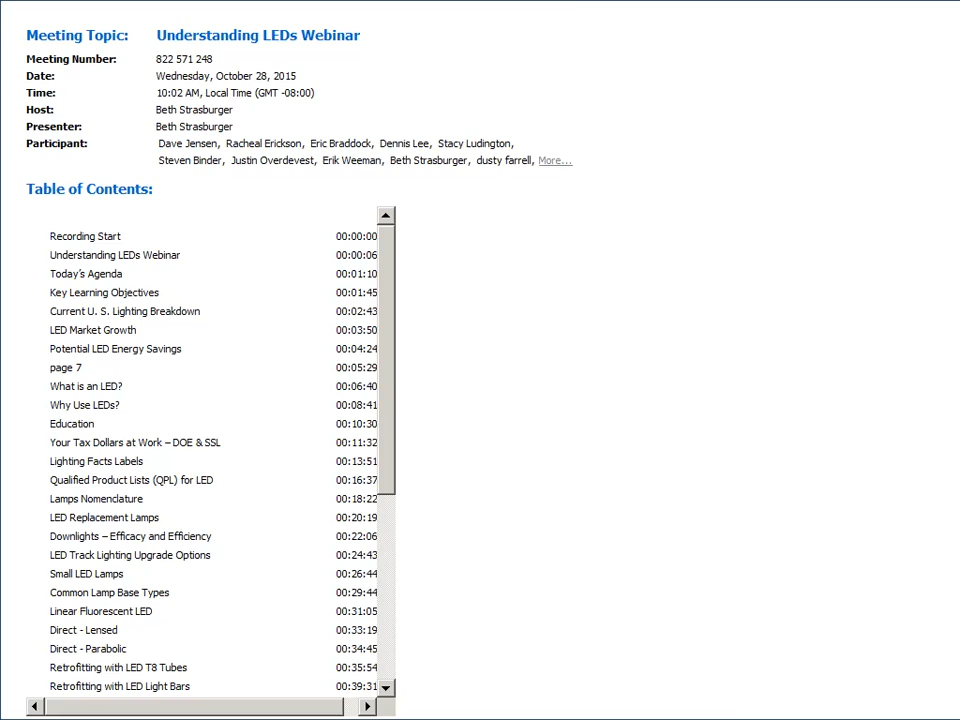 Meeting Topic: Understanding LEDs Webinar
Meeting Number: 822 571 248
Date: Wednesday, October 28, 2015
Time: 10:02 AM, Local Time (GMT -08:00)
Host: Beth Strasburger
Presenter: Beth Strasburger
Participant: Dave Jensen, Racheal Erickson, Eric Braddock, Dennis Lee, Stacy Ludington,
Steven Binder, Justin Overdevest, Erik Weeman, Beth Strasburger, dusty farrell, More...
Table of Contents:
Recording Start 00:00:00
Understanding LEDs Webinar 00:00:06
Today's Agenda 00:01:10
Key Learning Objectives 00:01:45
Current U. S. Lighting Breakdown 00:02:43
LED Market Growth 00:03:50
Potential LED Energy Savings 00:04:24
page 7 00:05:29
What is an LED? 00:06:40
Why Use LEDs? 00:08:41
Education 00:10:30
Your Tax Dollars at Work – DOE & SSL 00:11:32
Lighting Facts Labels 00:13:51
Qualified Product Lists (QPL) for LED 00:16:37
Lamps Nomenclature 00:18:22
LED Replacement Lamps 00:20:19
Downlights – Efficacy and Efficiency 00:22:06
LED Track Lighting Upgrade Options 00:24:43
Small LED Lamps 00:26:44
Common Lamp Base Types 00:29:44
Linear Fluorescent LED 00:31:05
Direct - Lensed 00:33:19
Direct - Parabolic 00:34:45
Retrofitting with LED T8 Tubes 00:35:54
Retrofitting with LED Light Bars 00:39:31